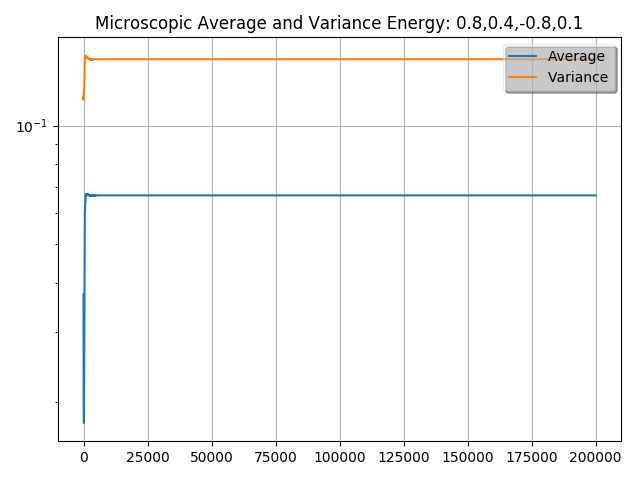 Microscopic Average and Variance Energy: 0.8,0.4,-0.8,0.1
Average
Variance
10⁻¹
0 25000 50000 75000 100000 125000 150000 175000 200000